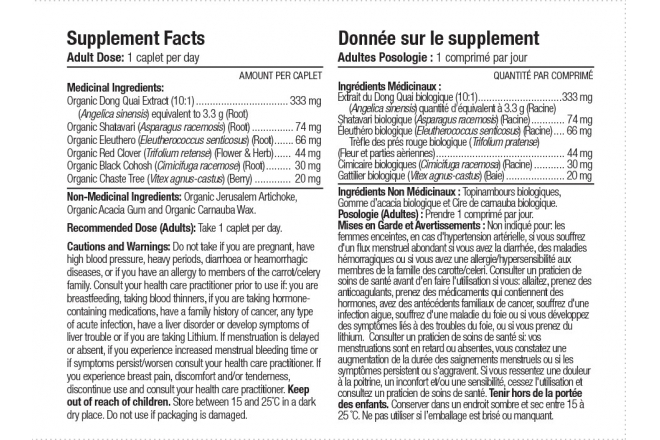 Supplement Facts
Adult Dose: 1 caplet per day
AMOUNT PER CAPLET
Medicinal Ingredients:
Organic Dong Quai Extract (10:1)................................333 mg
(Angelica sinensis) equivalent to 3.3 g (Root)
Organic Shatavari (Asparagus racemosis) (Root)..............74 mg
Organic Eleuthero (Eleutherococcus senticosus) (Root).......66 mg
Organic Red Clover (Trifolium retense) (Flower & Herb)......44 mg
Organic Black Cohosh (Cimicifuga racemose) (Root).........30 mg
Organic Chaste Tree (Vitex agnus-castus) (Berry).............20 mg
Non-Medicinal Ingredients: Organic Jerusalem Artichoke,
Organic Acacia Gum and Organic Carnauba Wax.
Recommended Dose (Adults): Take 1 caplet per day.
Cautions and Warnings: Do not take if you are pregnant, have
high blood pressure, heavy periods, diarrhoea or heamorrhagic
diseases, or if you have an allergy to members of the carrot/celery
family. Consult your health care practitioner prior to use if: you are
breastfeeding, taking blood thinners, if you are taking hormone-
containing medications, have a family history of cancer, any type
of acute infection, have a liver disorder or develop symptoms of
liver trouble or if you are taking Lithium. If menstruation is delayed
or absent, if you experience increased menstrual bleeding time or
if symptoms persist/worsen consult your health care practitioner. If
you experience breast pain, discomfort and/or tenderness,
discontinue use and consult your health care practitioner. Keep
out of reach of children. Store between 15 and 25˚C in a dark
dry place. Do not use if packaging is damaged.
Donnée sur le supplement
Adultes Posologie : 1 comprimé par jour
QUANTITÉ PAR COMPRIMÉ
Ingrédients Médicinaux :
Extrait du Dong Quai biologique (10:1)............................333 mg
(Angelica sinensis) quantité d'équivalent à 3.3 g (Racine)
Shatavari biologique (Asparagus racemosis) (Racine)............74 mg
Eleuthéro biologique (Eleutherococcus senticosus) (Racine).... 66 mg
Trèfle des prés rouge biologique ( Trifolium pratense)
(Fleur et parties aériennes)............................................. 44 mg
Cimicaire biologiques (Cimicifuga racemosa) (Racine)........... 30 mg
Gattilier biologique (Vitex agnus-castus) (Baie)................... 20 mg
Ingrédients Non Médicinaux : Topinambours biologiques,
Gomme d'acacia biologique et Cire de carnauba biologique.
Posologie (Adultes) : Prendre 1 comprimé par jour.
Mises en Garde et Avertissements : Non indiqué pour: les
femmes enceintes, en cas d'hypertension artérielle, si vous souffrez
d'un flux menstruel abondant si vous avez la diarrhée, des maladies
hémorragiques ou si vous avez une allergie/hypersensibilité aux
membres de la famille des carotte/celeri. Consulter un praticien de
soins de santé avant d'en faire l'utilisation si vous: allaitez, prenez des
anticoagulants, prenez des médicaments qui contiennent des
hormones, avez des antécédents familiaux de cancer, souffrez d'une
infection aigue, souffrez d'une maladie du foie ou si vous développez
des symptômes liés à des troubles du foie, ou si vous prenez du
lithium. Consulter un praticien de soins de santé si: vos
menstruations sont en retard ou absentes, vous constatez une
augmentation de la durée des saignements menstruels ou si les
symptômes persistent ou s'aggravent. Si vous ressentez une douleur
à la poitrine, un inconfort et/ou une sensibilité, cessez l'utilisation et
consultez un praticien de soins de santé. Tenir hors de la portée
des enfants. Conserver dans un endroit sombre et sec entre 15 à
25 ˚C. Ne pas utiliser si l'emballage est brisé ou manquant.